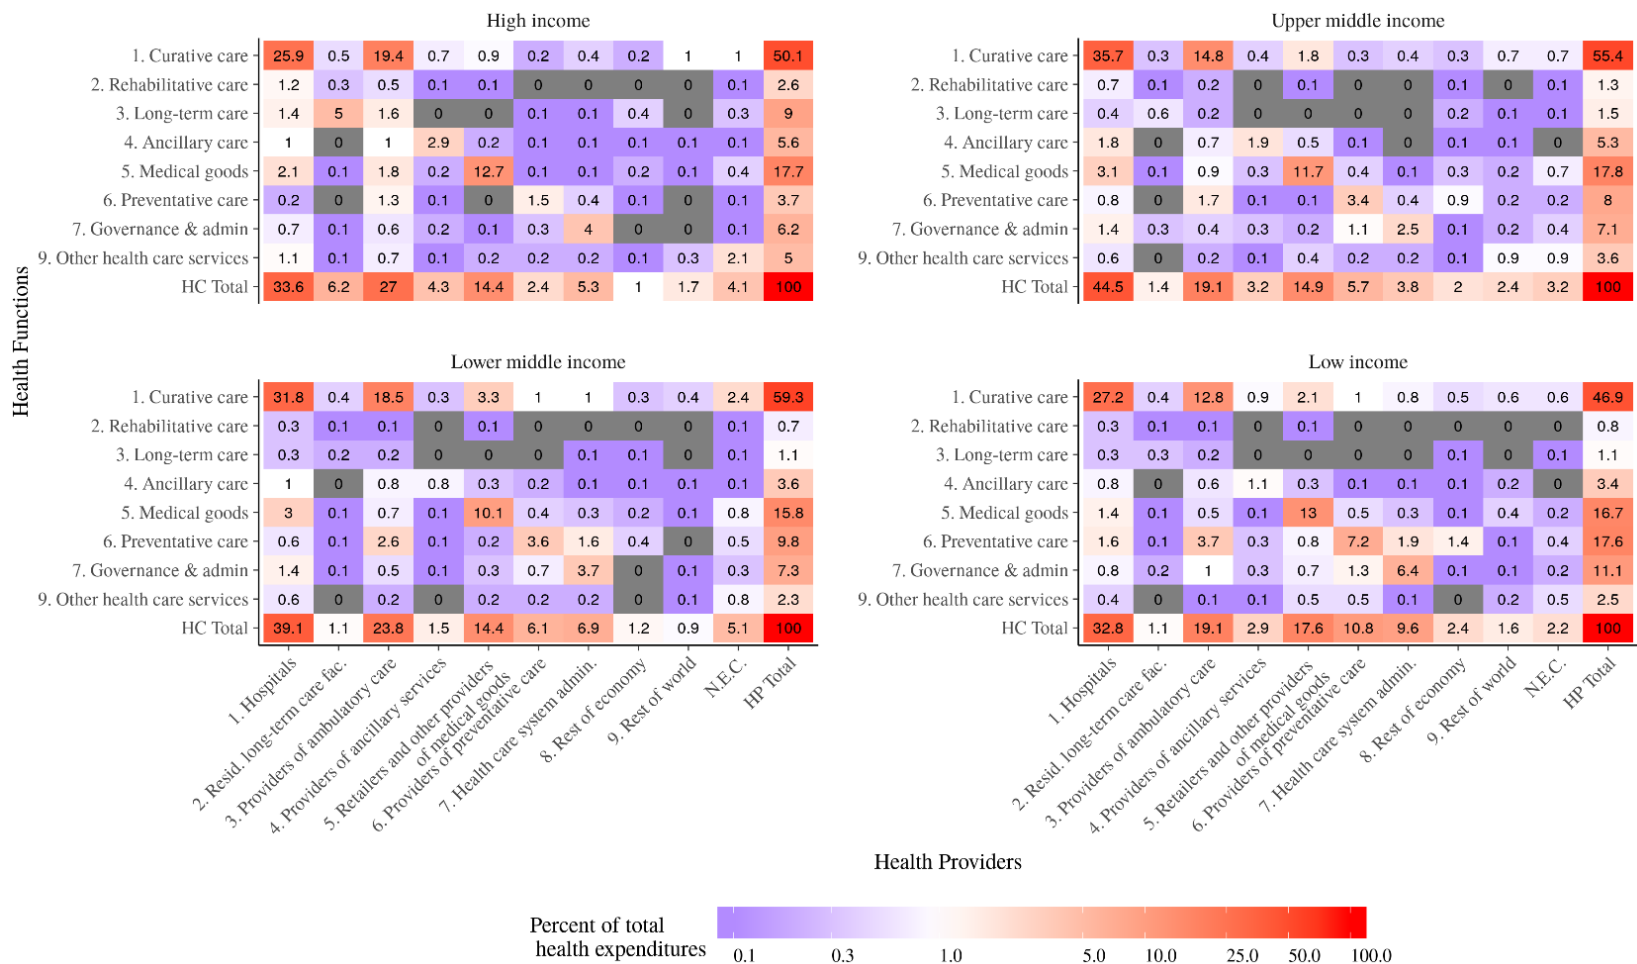 High income
Upper middle income
1. Curative care 25.9 0.5 19.4 0.7 0.9 0.2 0.4 0.2 1 1 50.1
2. Rehabilitative care 1.2 0.3 0.5 0.1 0.1 0 0 0 0 0.1 2.6
3. Long-term care 1.4 5 1.6 0 0 0.1 0.1 0.4 0 0.3 9
4. Ancillary care 1 0 1 2.9 0.2 0.1 0.1 0.1 0.1 0.1 5.6
5. Medical goods 2.1 0.1 1.8 0.2 12.7 0.1 0.1 0.2 0.1 0.4 17.7
6. Preventative care 0.2 0 1.3 0.1 0 1.5 0.4 0.1 0 0.1 3.7
7. Governance & admin 0.7 0.1 0.6 0.2 0.1 0.3 4 0 0 0.1 6.2
9. Other health care services 1.1 0.1 0.7 0.1 0.2 0.2 0.2 0.1 0.3 2.1 5
HC Total 33.6 6.2 27 4.3 14.4 2.4 5.3 1 1.7 4.1 100
1. Curative care 35.7 0.3 14.8 0.4 1.8 0.3 0.4 0.3 0.7 0.7 55.4
2. Rehabilitative care 0.7 0.1 0.2 0 0.1 0 0 0.1 0 0.1 1.3
3. Long-term care 0.4 0.6 0.2 0 0 0 0 0.2 0.1 0.1 1.5
4. Ancillary care 1.8 0 0.7 1.9 0.5 0.1 0 0.1 0.1 0 5.3
5. Medical goods 3.1 0.1 0.9 0.3 11.7 0.4 0.1 0.3 0.2 0.7 17.8
6. Preventative care 0.8 0 1.7 0.1 0.1 3.4 0.4 0.9 0.2 0.2 8
7. Governance & admin 1.4 0.3 0.4 0.3 0.2 1.1 2.5 0.1 0.2 0.4 7.1
9. Other health care services 0.6 0 0.2 0.1 0.4 0.2 0.2 0.1 0.9 0.9 3.6
HC Total 44.5 1.4 19.1 3.2 14.9 5.7 3.8 2 2.4 3.2 100
Health Functions
Lower middle income
Low income
1. Curative care 31.8 0.4 18.5 0.3 3.3 1 1 0.3 0.4 2.4 59.3
2. Rehabilitative care 0.3 0.1 0.1 0 0.1 0 0 0 0 0.1 0.7
3. Long-term care 0.3 0.2 0.2 0 0 0 0.1 0.1 0 0.1 1.1
4. Ancillary care 1 0 0.8 0.8 0.3 0.2 0.1 0.1 0.1 0.1 3.6
5. Medical goods 3 0.1 0.7 0.1 10.1 0.4 0.3 0.2 0.1 0.8 15.8
6. Preventative care 0.6 0.1 2.6 0.1 0.2 3.6 1.6 0.4 0 0.5 9.8
7. Governance & admin 1.4 0.1 0.5 0.1 0.3 0.7 3.7 0 0.1 0.3 7.3
9. Other health care services 0.6 0 0.2 0 0.2 0.2 0.2 0 0.1 0.8 2.3
HC Total 39.1 1.1 23.8 1.5 14.4 6.1 6.9 1.2 0.9 5.1 100
1. Curative care 27.2 0.4 12.8 0.9 2.1 1 0.8 0.5 0.6 0.6 46.9
2. Rehabilitative care 0.3 0.1 0.1 0 0.1 0 0 0 0 0 0.8
3. Long-term care 0.3 0.3 0.2 0 0 0 0 0.1 0 0.1 1.1
4. Ancillary care 0.8 0 0.6 1.1 0.3 0.1 0.1 0.1 0.2 0 3.4
5. Medical goods 1.4 0.1 0.5 0.1 13 0.5 0.3 0.1 0.4 0.2 16.7
6. Preventative care 1.6 0.1 3.7 0.3 0.8 7.2 1.9 1.4 0.1 0.4 17.6
7. Governance & admin 0.8 0.2 1 0.3 0.7 1.3 6.4 0.1 0.1 0.2 11.1
9. Other health care services 0.4 0 0.1 0.1 0.5 0.5 0.1 0 0.2 0.5 2.5
HC Total 32.8 1.1 19.1 2.9 17.6 10.8 9.6 2.4 1.6 2.2 100
1. Hospitals
2. Resid. long-term care fac.
3. Providers of ambulatory care
4. Providers of ancillary services
5. Retailers and other providers
of medical goods
6. Providers of preventative care
7. Health care system admin.
8. Rest of economy
9. Rest of world
N.E.C.
HP Total
1. Hospitals
2. Resid. long-term care fac.
3. Providers of ambulatory care
4. Providers of ancillary services
5. Retailers and other providers
of medical goods
6. Providers of preventative care
7. Health care system admin.
8. Rest of economy
9. Rest of world
N.E.C.
HP Total
Health Providers
Percent of total
health expenditures
0.1 0.3 1.0 5.0 10.0 25.0 50.0 100.0